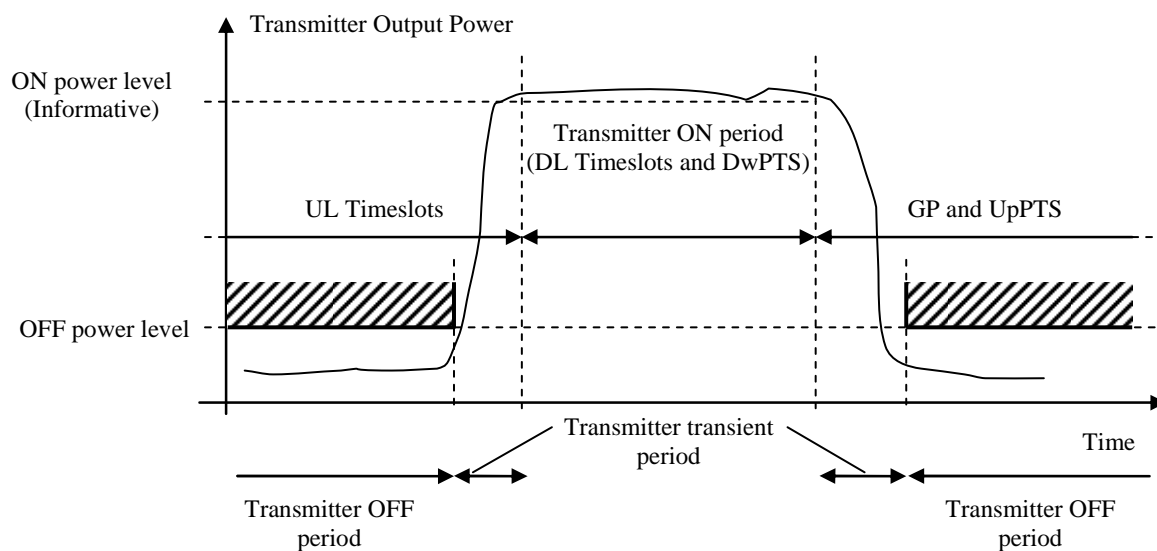 Transmitter Output Power
ON power level
(Informative)
Transmitter ON period
(DL Timeslots and DwPTS)
UL Timeslots
GP and UpPTS
OFF power level
Transmitter transient
period
Time
Transmitter OFF
period
Transmitter OFF
period